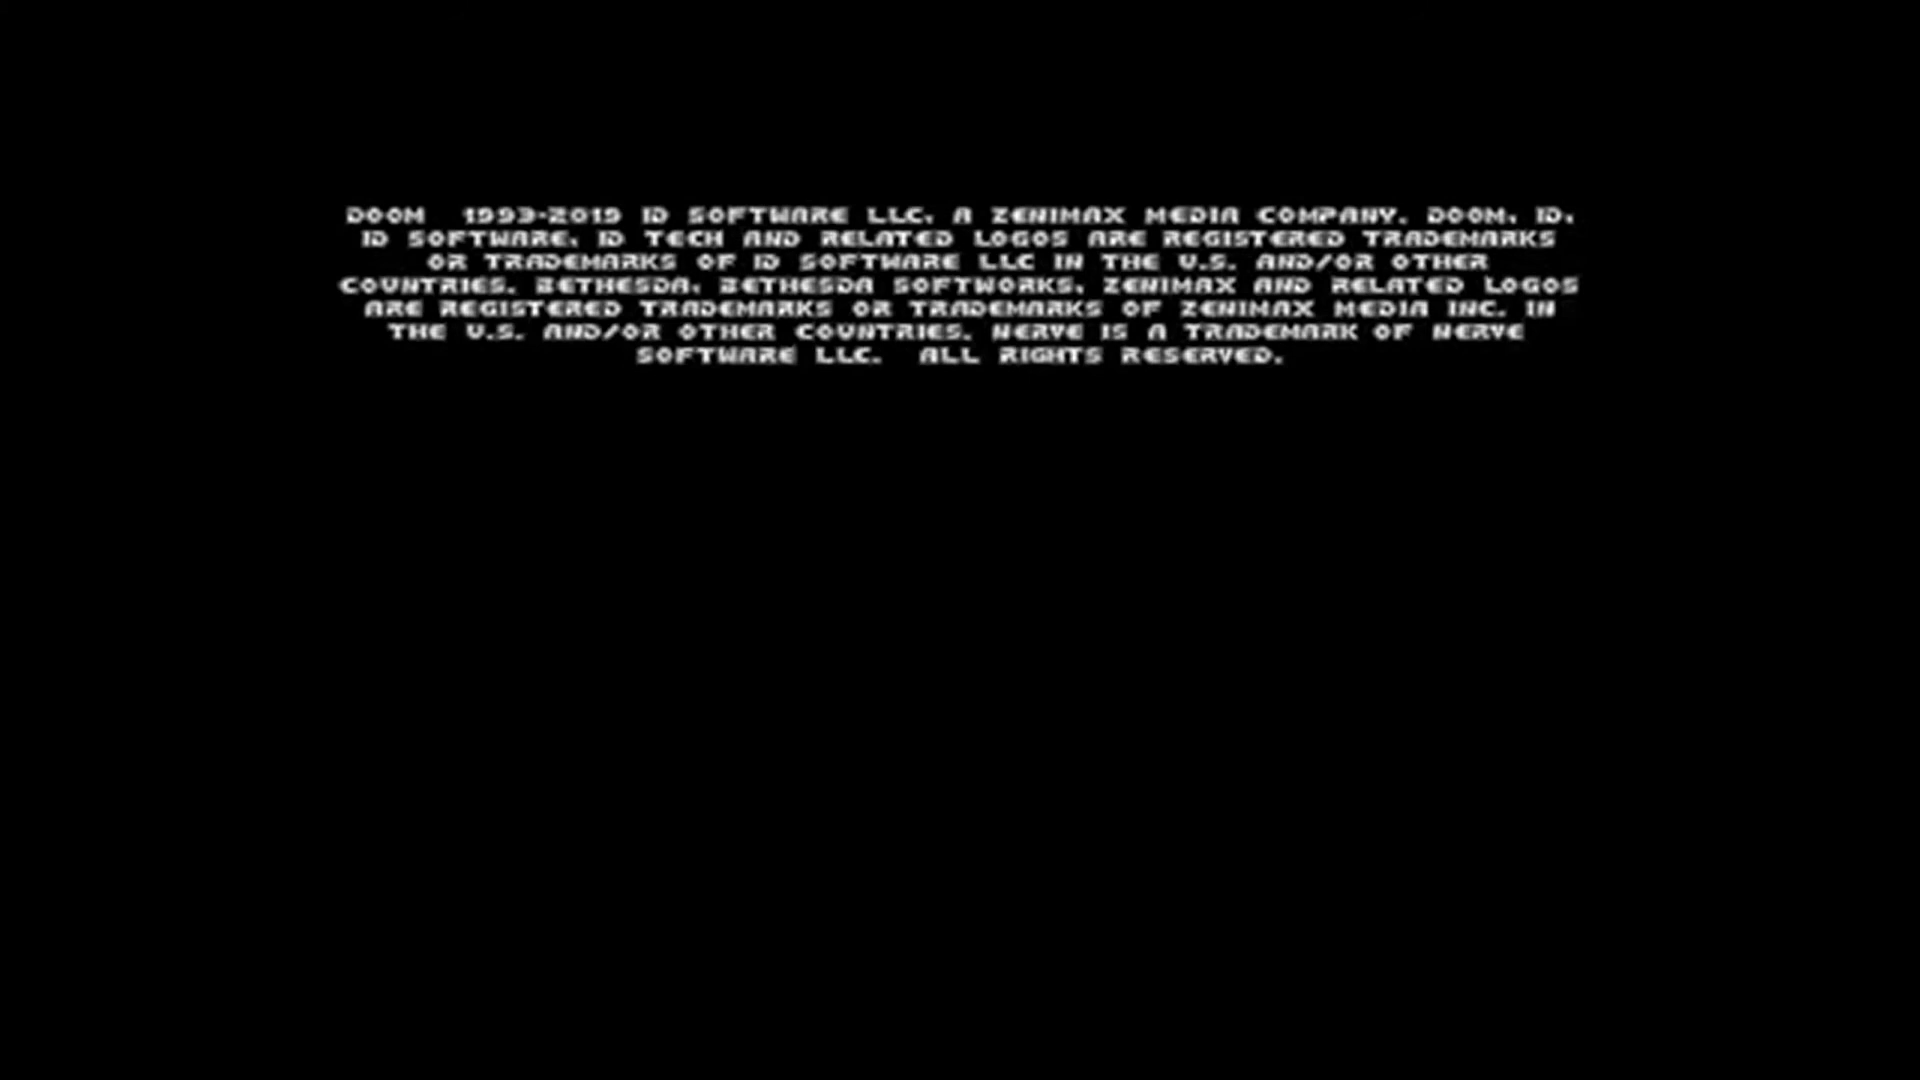 DOOM 1993-2019 ID SOFTWARE LLC, A ZENIMAX MEDIA COMPANY. DOOM, ID,
ID SOFTWARE, ID TECH AND RELATED LOGOS ARE REGISTERED TRADEMARKS
OR TRADEMARKS OF ID SOFTWARE LLC IN THE U.S. AND/OR OTHER
COUNTRIES. BETHESDA, BETHESDA SOFTWORKS, ZENIMAX AND RELATED LOGOS
ARE REGISTERED TRADEMARKS OR TRADEMARKS OF ZENIMAX MEDIA INC. IN
THE U.S. AND/OR OTHER COUNTRIES. NERVE IS A TRADEMARK OF NERVE
SOFTWARE LLC. ALL RIGHTS RESERVED.